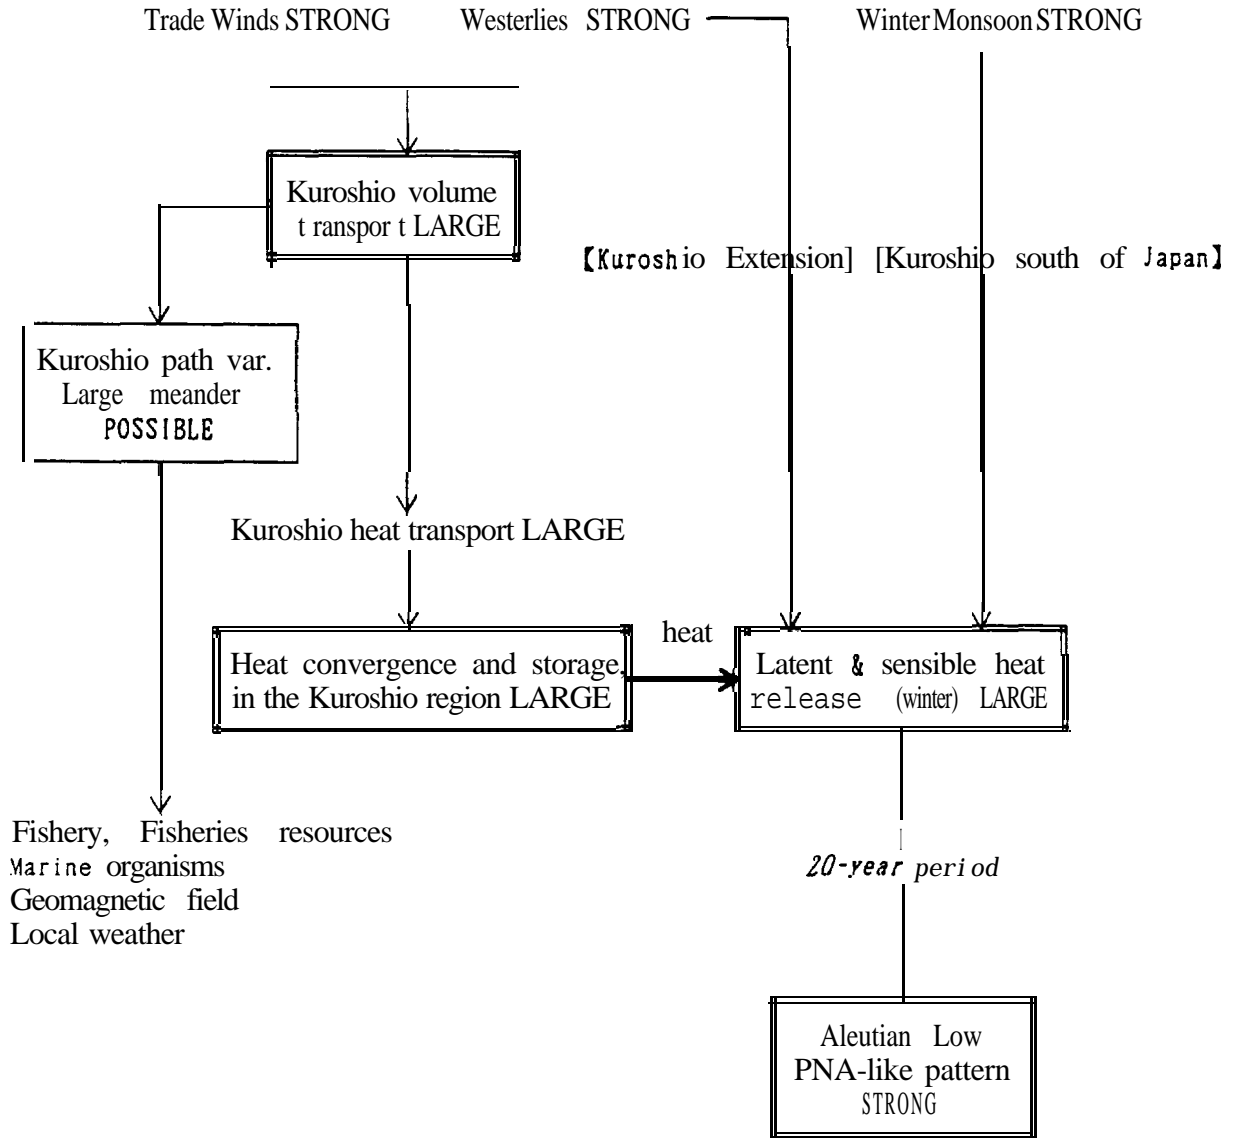 Trade Winds STRONG Westerlies STRONG Winter Monsoon STRONG
Kuroshio volume
transport LARGE
【Kuroshio Extension] [Kuroshio south of Japan】
Kuroshio path var.
Large meander
POSSIBLE
Kuroshio heat transport LARGE
heat
Heat convergence and storage,
in the Kuroshio region LARGE
Latent & sensible heat
release (winter) LARGE
Fishery, Fisheries resources
Marine organisms
Geomagnetic field
Local weather
20-year period
Aleutian Low
PNA-like pattern
STRONG